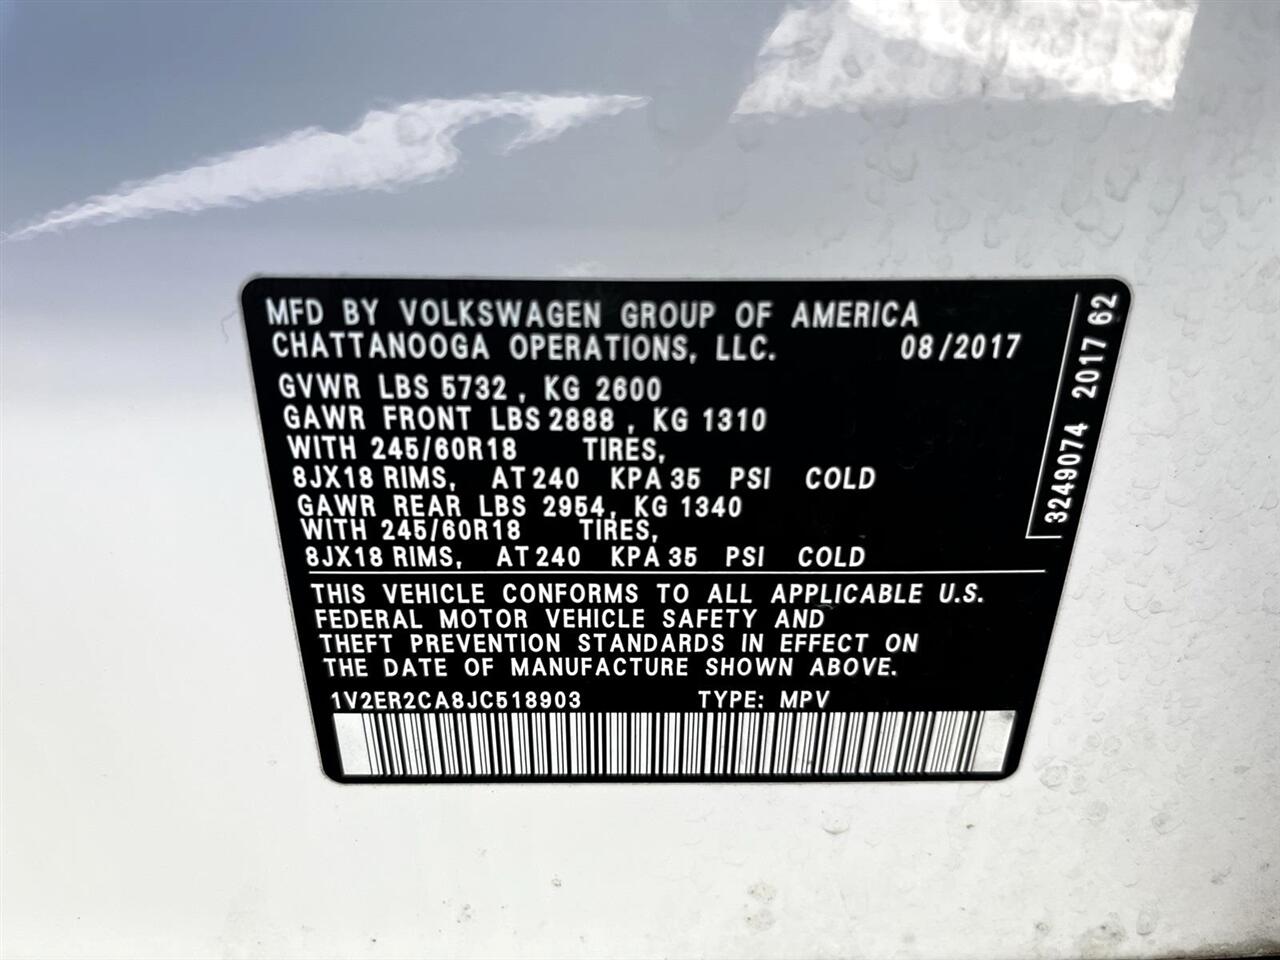 MFD BY VOLKSWAGEN GROUP OF AMERICA
CHATTANOOGA OPERATIONS, LLC. 08/2017
GVWR LBS 5732 , KG 2600
GAWR FRONT LBS 2888 , KG 1310
WITH 245/60R18 TIRES,
8JX18 RIMS, AT 240 KPA 35 PSI COLD
GAWR REAR LBS 2954, KG 1340
WITH 245/60R18 TIRES,
8JX18 RIMS, AT 240 KPA 35 PSI COLD
THIS VEHICLE CONFORMS TO ALL APPLICABLE U.S.
FEDERAL MOTOR VEHICLE SAFETY AND
THEFT PREVENTION STANDARDS IN EFFECT ON
THE DATE OF MANUFACTURE SHOWN ABOVE.
1V2ER2CA8JC518903 TYPE: MPV
3249074 2017 62